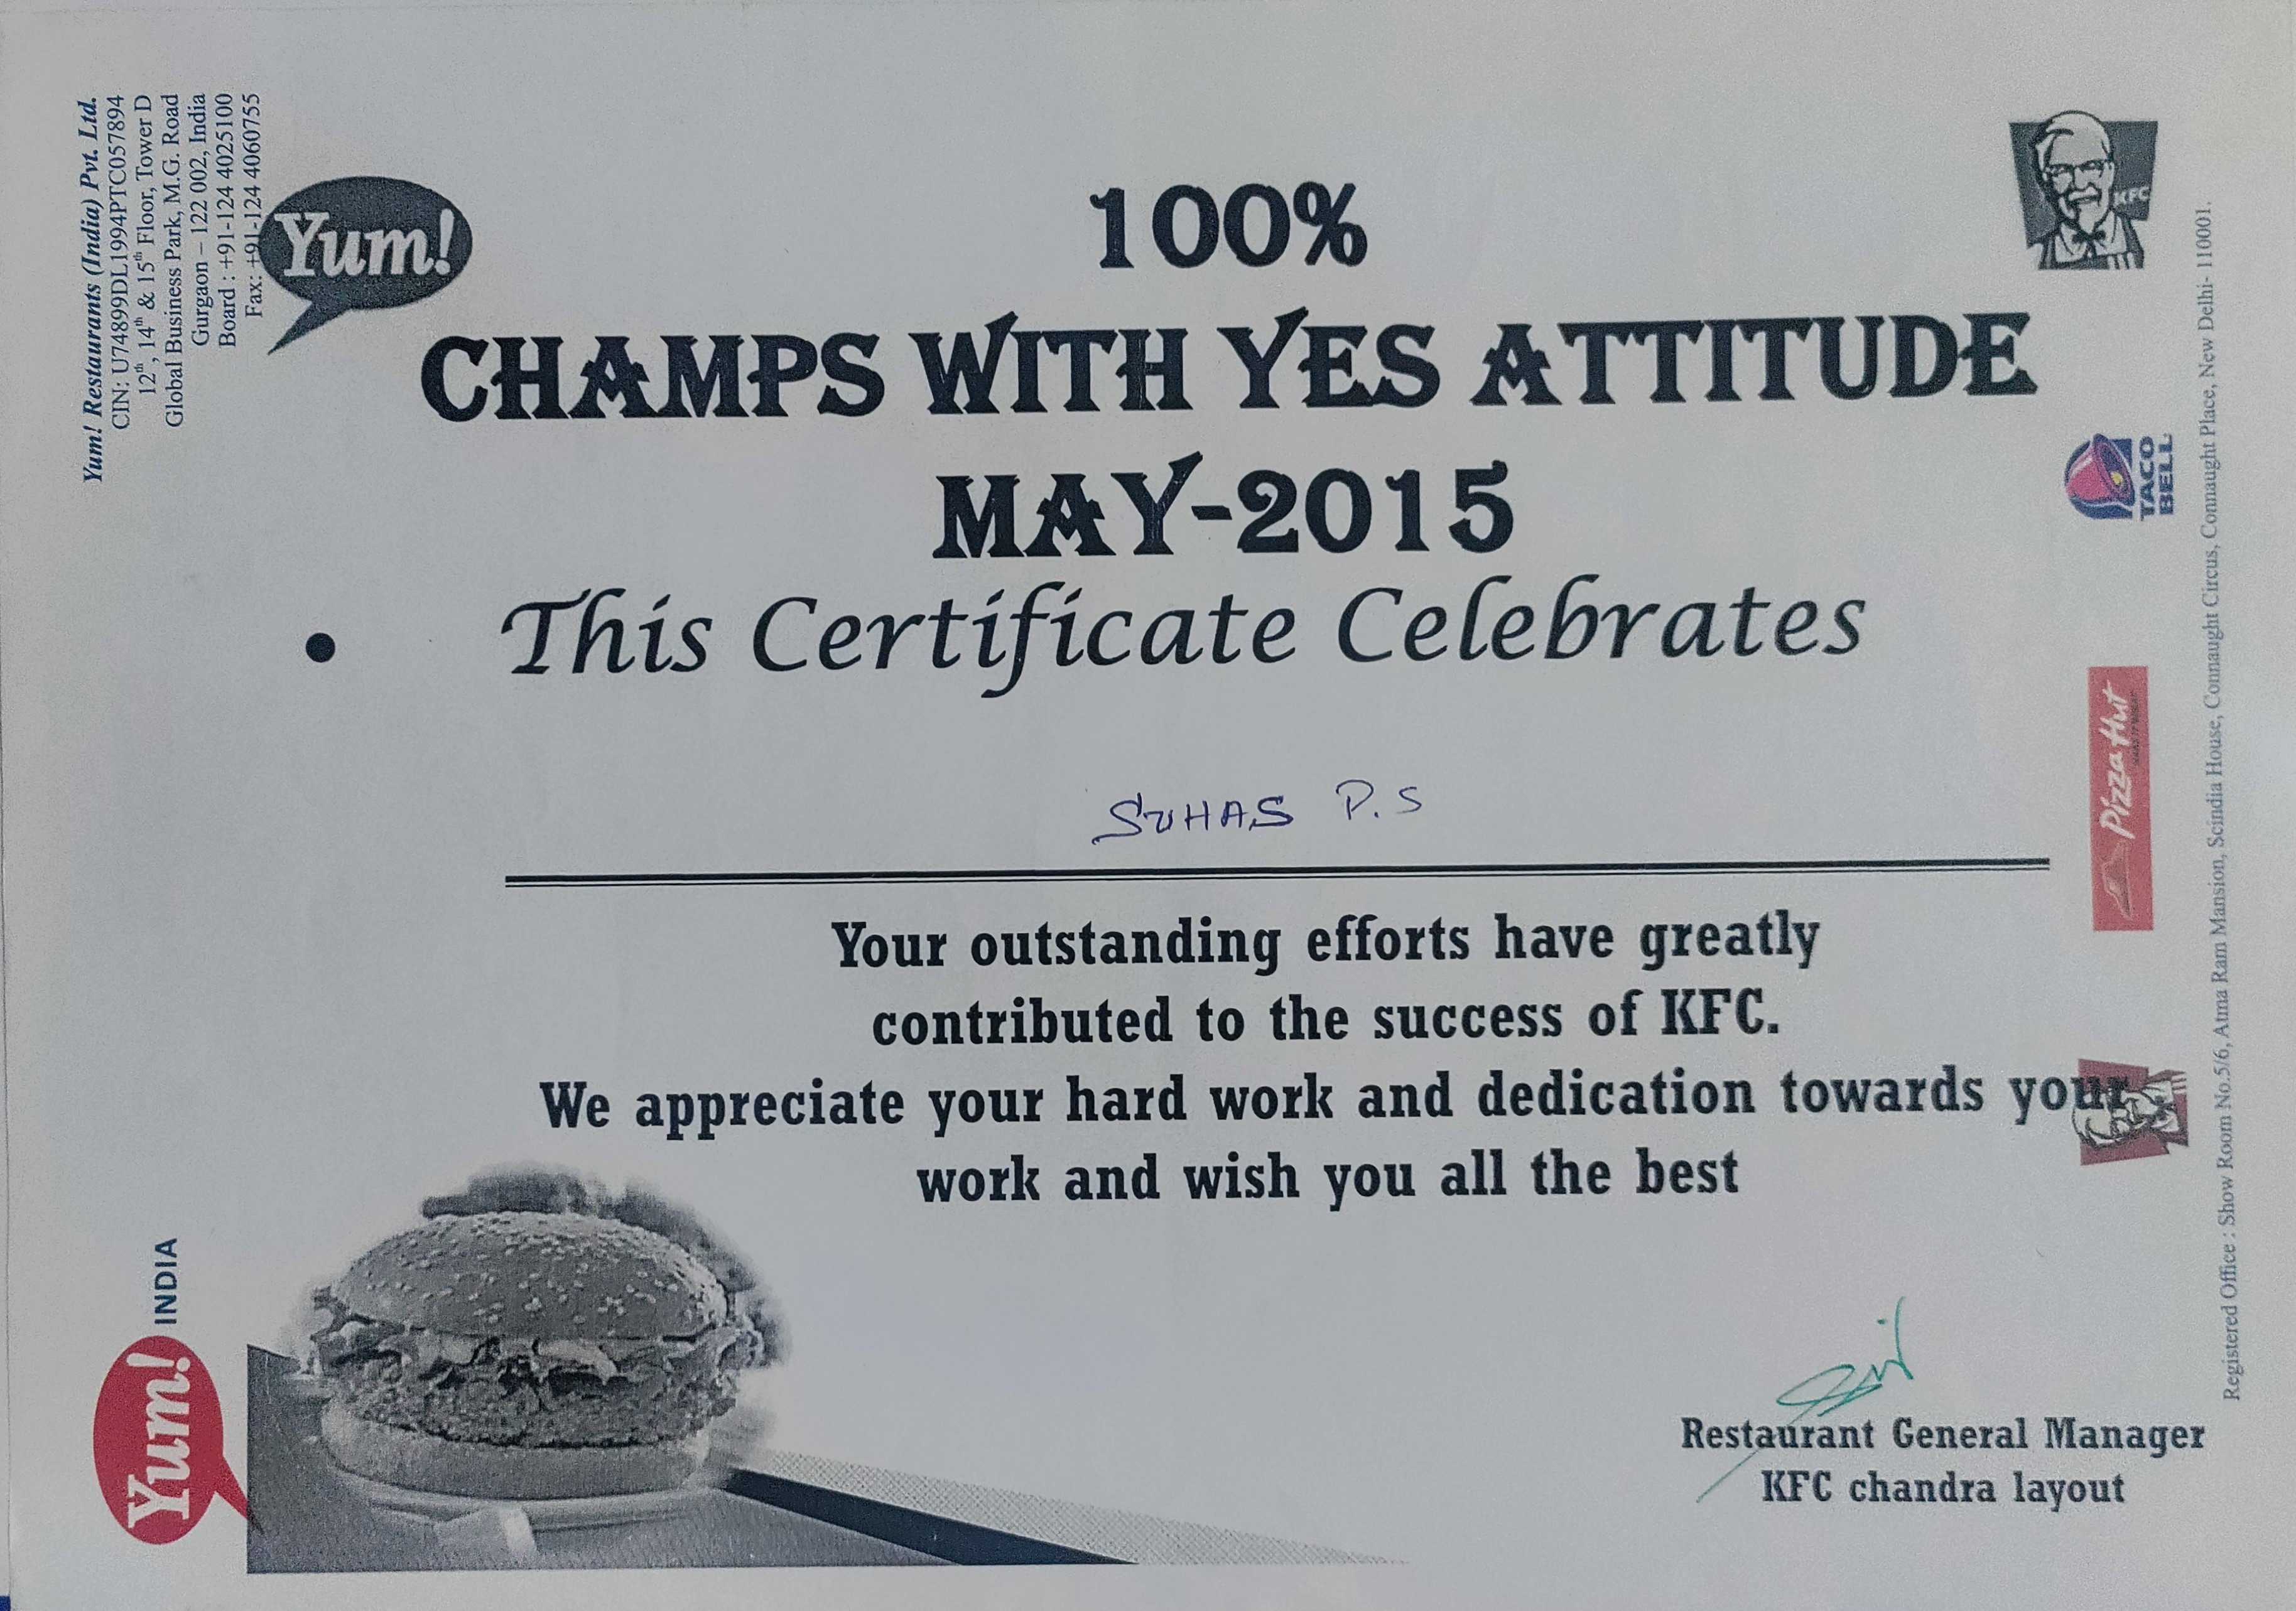 Yum! Restaurants (India) Pvt. Ltd.
CIN: U74899DL1994PTC057894
12th, 14th & 15th Floor, Tower D
Global Business Park, M.G. Road
Gurgaon – 122 002, India
Board : +91-124 4025100
Fax: +91-124 4060755
Yum!
KFC
100%
CHAMPS WITH YES ATTITUDE
MAY-2015
• This Certificate Celebrates
SUHAS P.S
Your outstanding efforts have greatly
contributed to the success of KFC.
We appreciate your hard work and dedication towards your
work and wish you all the best
Restaurant General Manager
KFC chandra layout
TACO
BELL
Pizza Hut
Registered Office : Show Room No.5/6, Atma Ram Mansion, Scindia House, Connaught Circus, Connaught Place, New Delhi- 110001.
Yum! INDIA